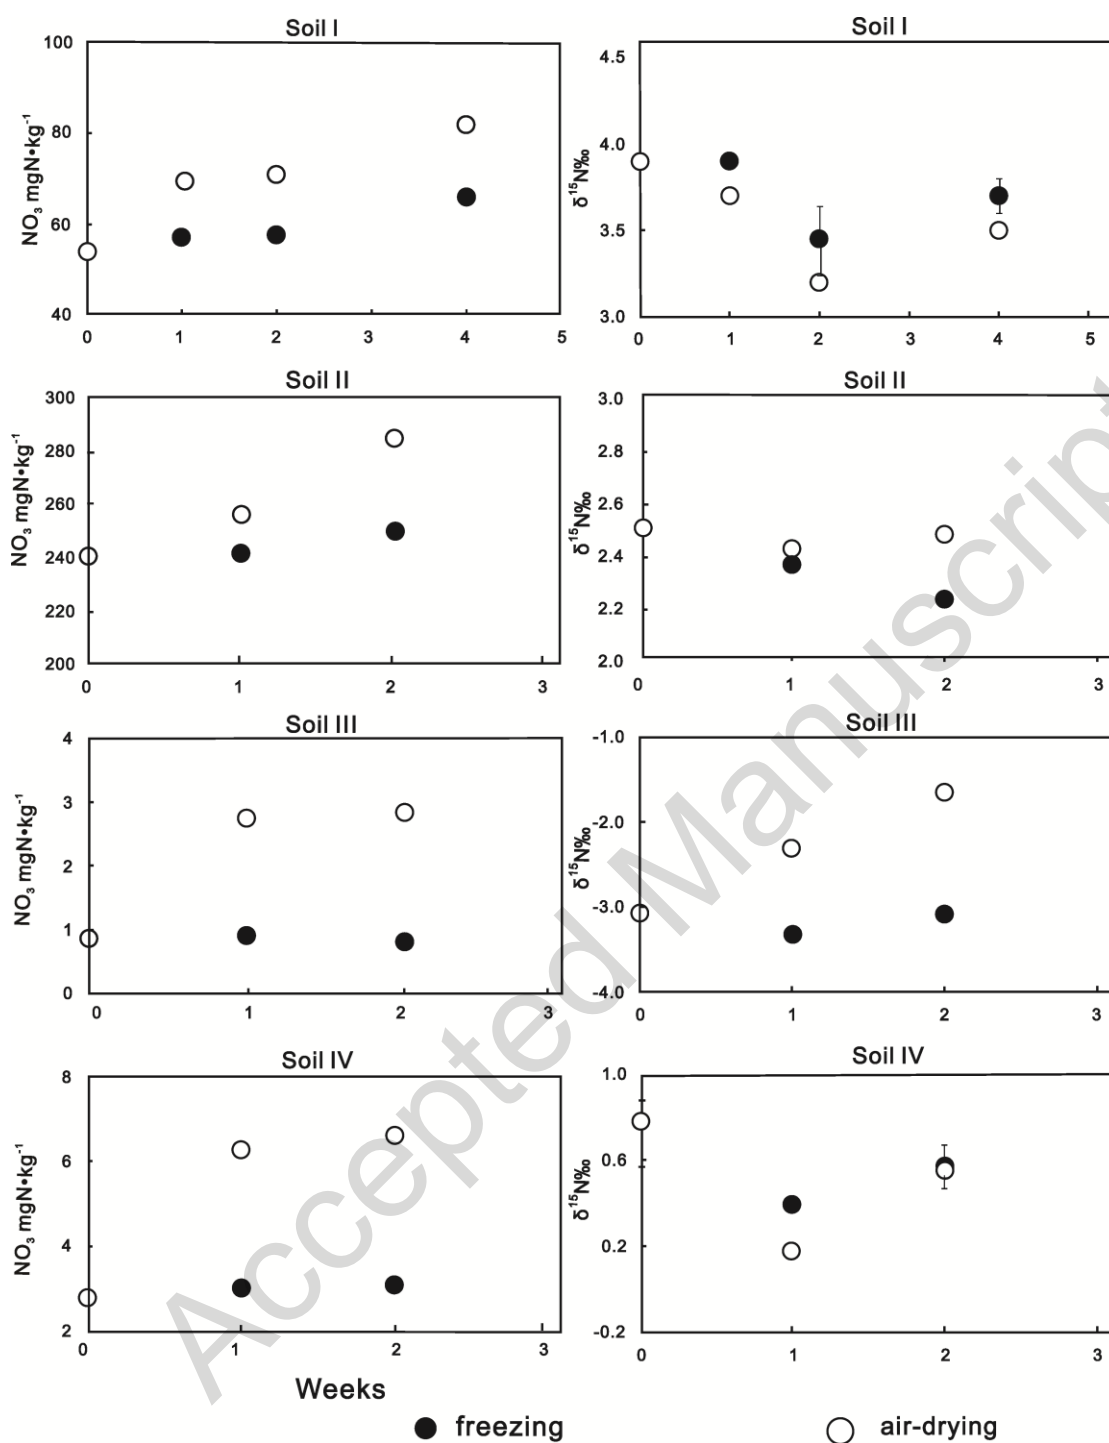 Soil I
NO₃ mgN•kg⁻¹
100
80
60
40
0 1 2 3 4 5
Soil I
δ¹⁵N‰
4.5
4.0
3.5
3.0
0 1 2 3 4 5
Soil II
NO₃ mgN•kg⁻¹
300
280
260
240
220
200
0 1 2 3
Soil II
δ¹⁵N‰
3.0
2.8
2.6
2.4
2.2
2.0
0 1 2 3
Soil III
NO₃ mgN•kg⁻¹
4
3
2
1
0
0 1 2 3
Soil III
δ¹⁵N‰
-1.0
-2.0
-3.0
-4.0
0 1 2 3
Soil IV
NO₃ mgN•kg⁻¹
8
6
4
2
0 1 2 3
Soil IV
δ¹⁵N‰
1.0
0.6
0.2
-0.2
0 1 2 3
Weeks
freezing
air-drying
Accepted Manuscript